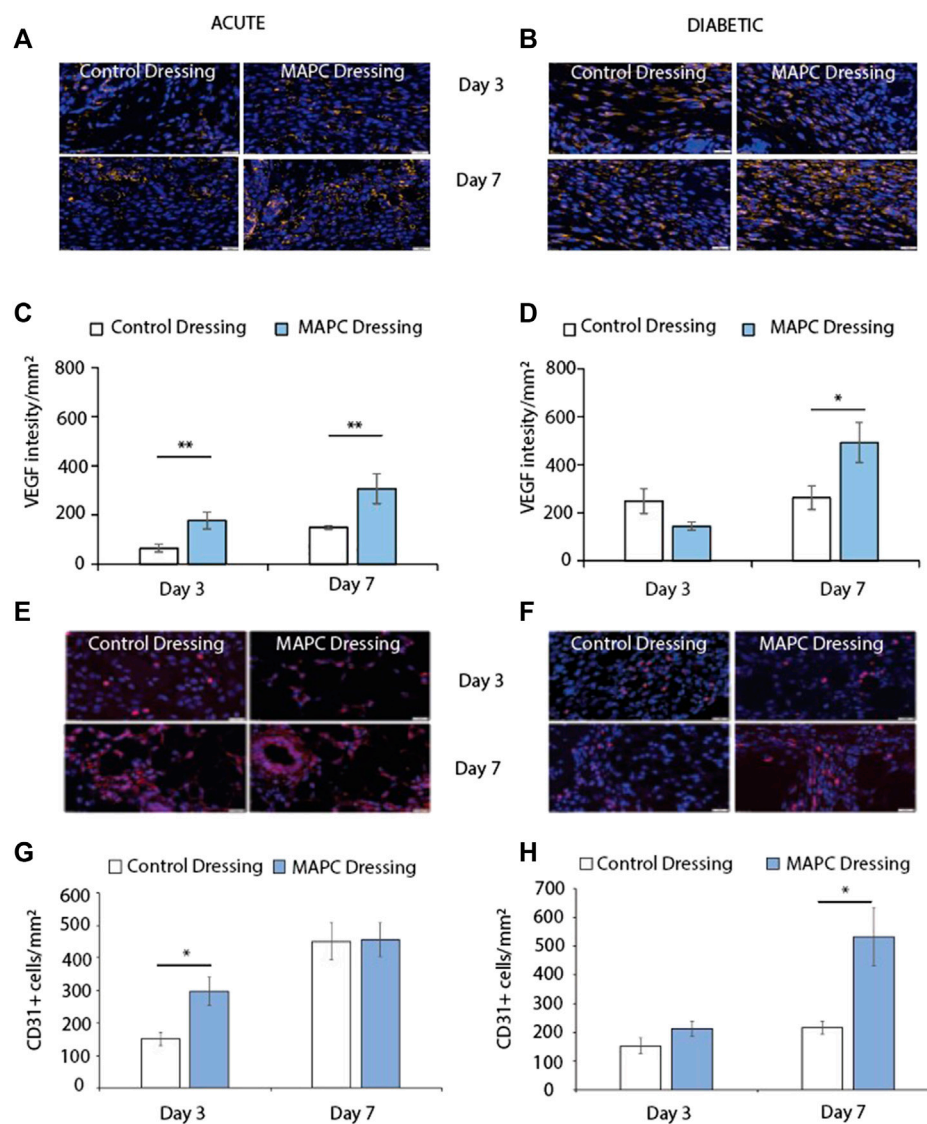 ACUTE
DIABETIC
A
B
Control Dressing
MAPC Dressing
Day 3
Control Dressing
MAPC Dressing
Day 7
C
D
Control Dressing
MAPC Dressing
Control Dressing
MAPC Dressing
VEGF intesity/mm²
800
600
400
200
0
**
**
Day 3
Day 7
VEGF intesity/mm²
800
600
400
200
0
*
Day 3
Day 7
E
F
Control Dressing
MAPC Dressing
Day 3
Control Dressing
MAPC Dressing
Day 7
G
H
Control Dressing
MAPC Dressing
Control Dressing
MAPC Dressing
CD31+ cells/mm²
600
500
400
300
200
100
0
*
Day 3
Day 7
CD31+ cells/mm²
700
600
500
400
300
200
100
0
*
Day 3
Day 7